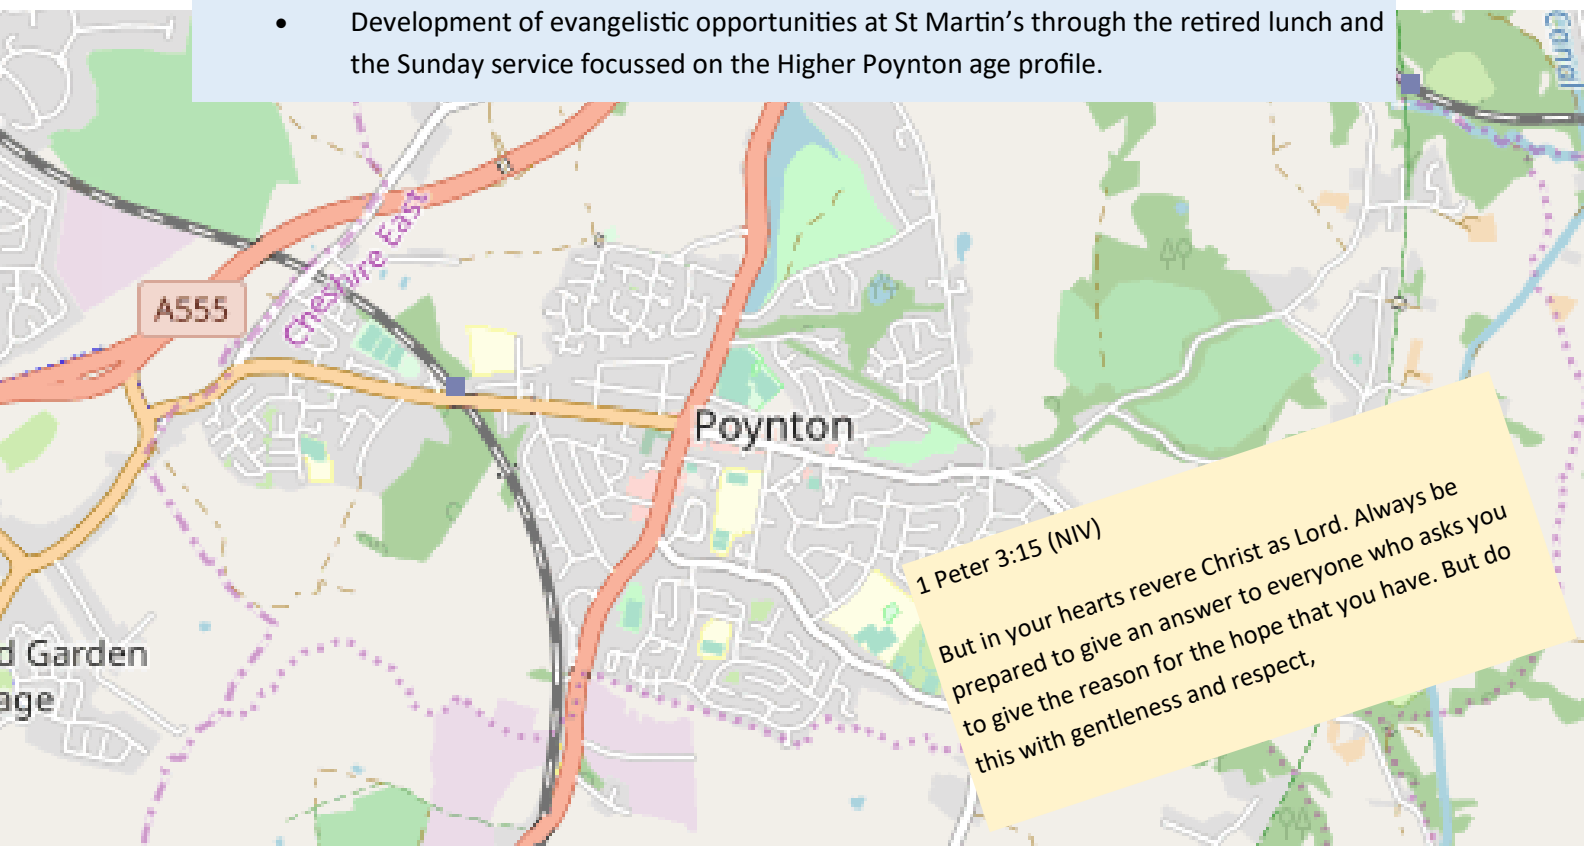 • Development of evangelistic opportunities at St Martin’s through the retired lunch and
the Sunday service focussed on the Higher Poynton age profile.
Canal
Cheshire East
A555
Poynton
1 Peter 3:15 (NIV)
But in your hearts revere Christ as Lord. Always be
prepared to give an answer to everyone who asks you
to give the reason for the hope that you have. But do
this with gentleness and respect,
d Garden
age